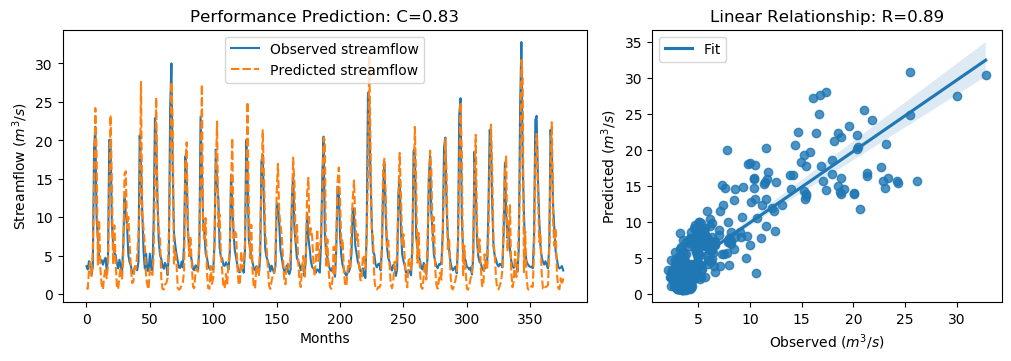 Performance Prediction: C=0.83
Observed streamflow
Predicted streamflow
Streamflow (m³/s)
30
25
20
15
10
5
0
0 50 100 150 200 250 300 350
Months
Linear Relationship: R=0.89
Fit
Predicted (m³/s)
35
30
25
20
15
10
5
0
5 10 15 20 25 30
Observed (m³/s)